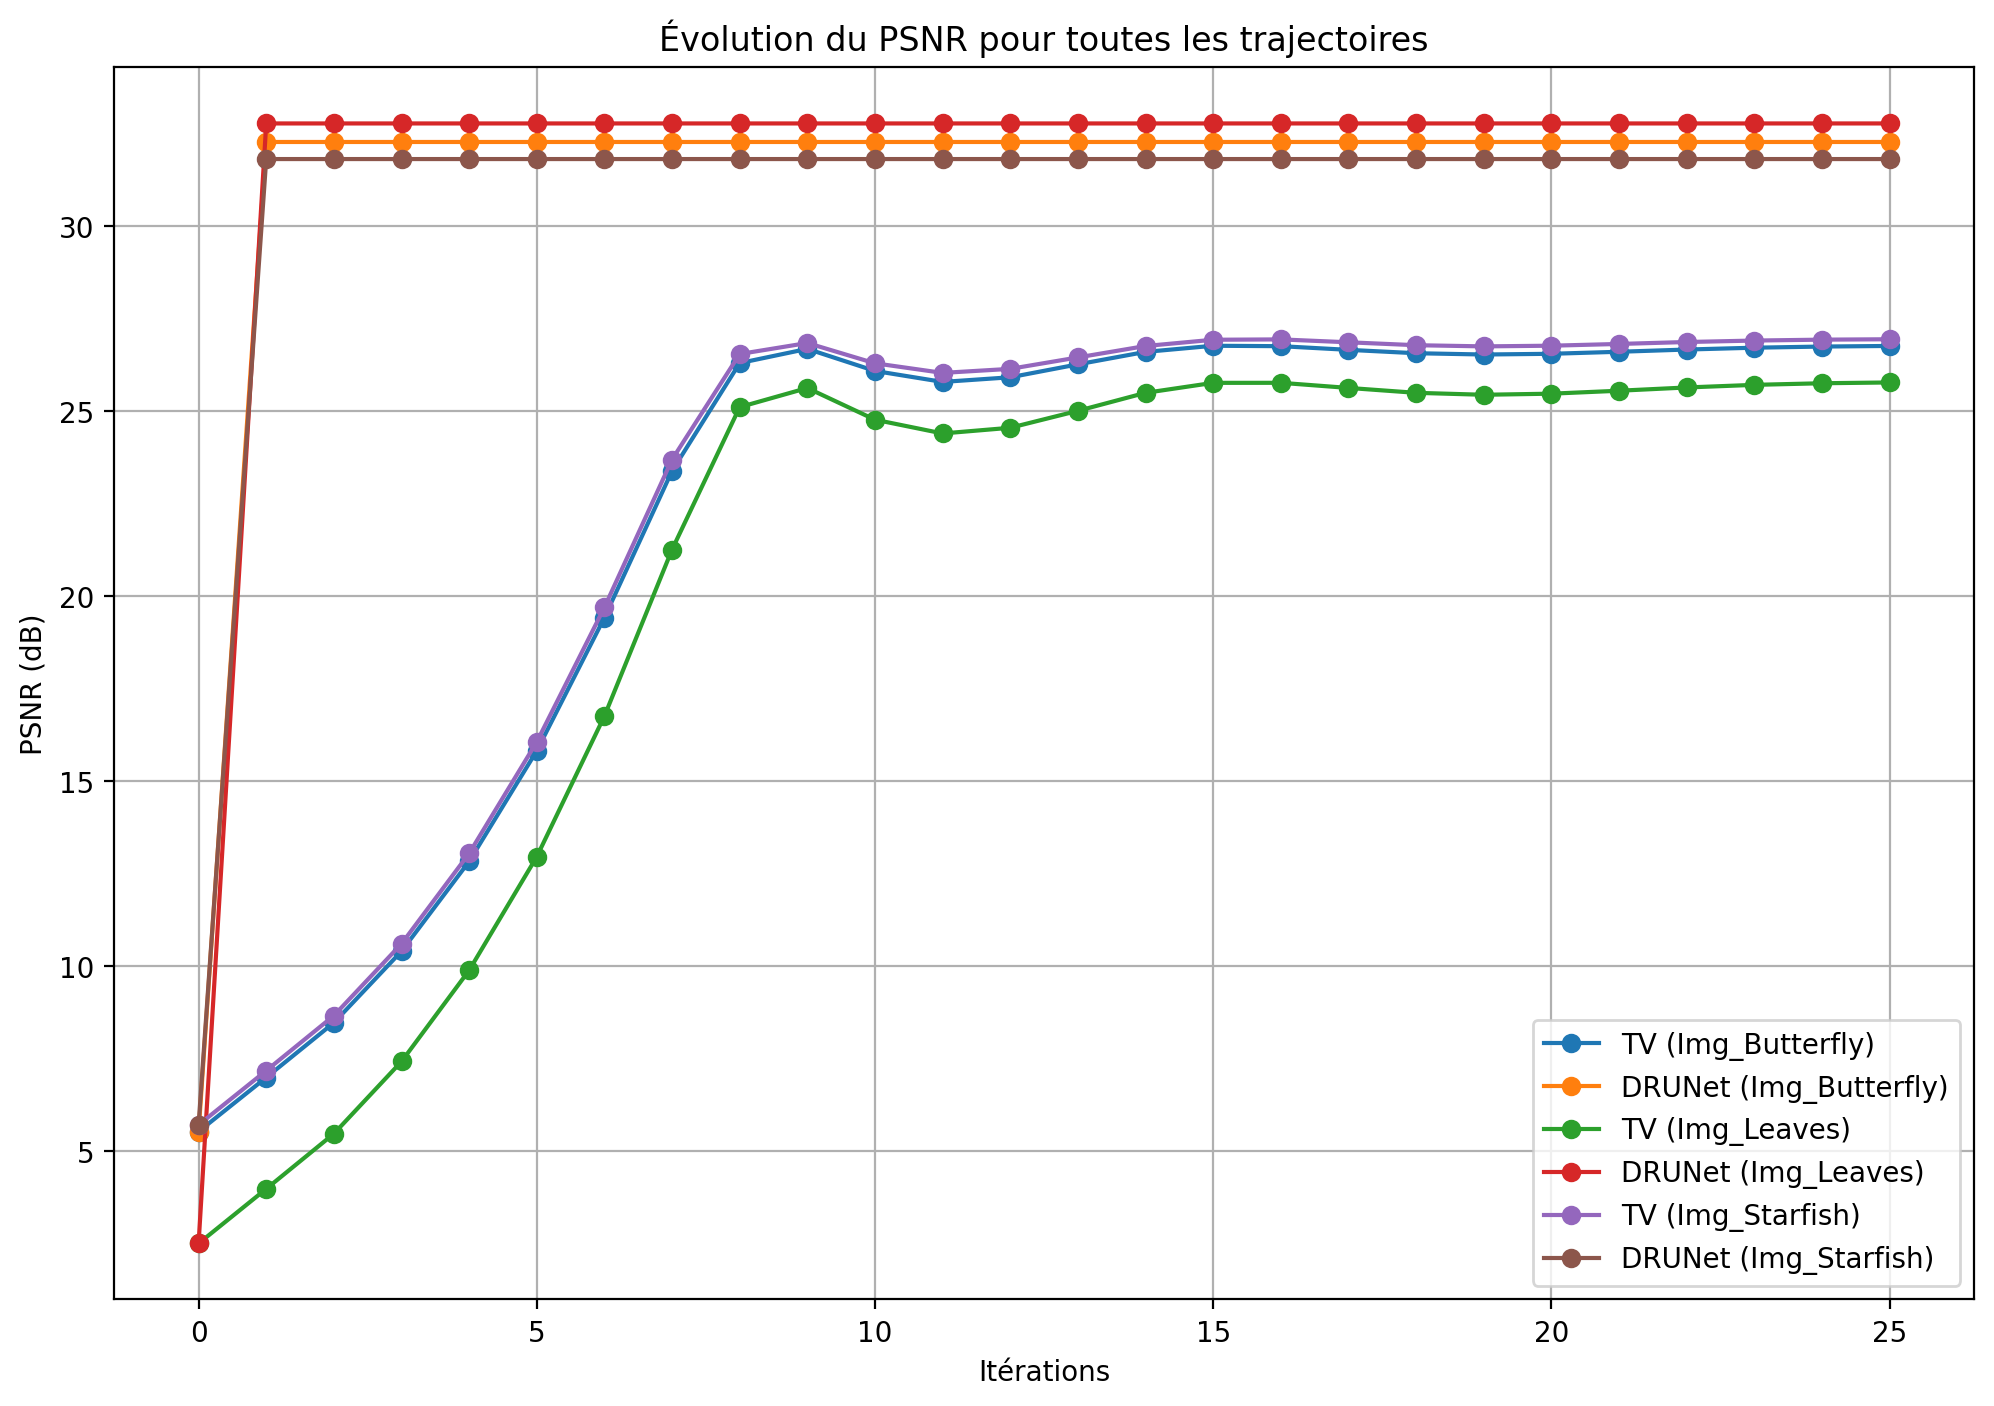 Évolution du PSNR pour toutes les trajectoires
PSNR (dB)
30
25
20
15
10
5
0 5 10 15 20 25
Itérations
TV (Img_Butterfly)
DRUNet (Img_Butterfly)
TV (Img_Leaves)
DRUNet (Img_Leaves)
TV (Img_Starfish)
DRUNet (Img_Starfish)